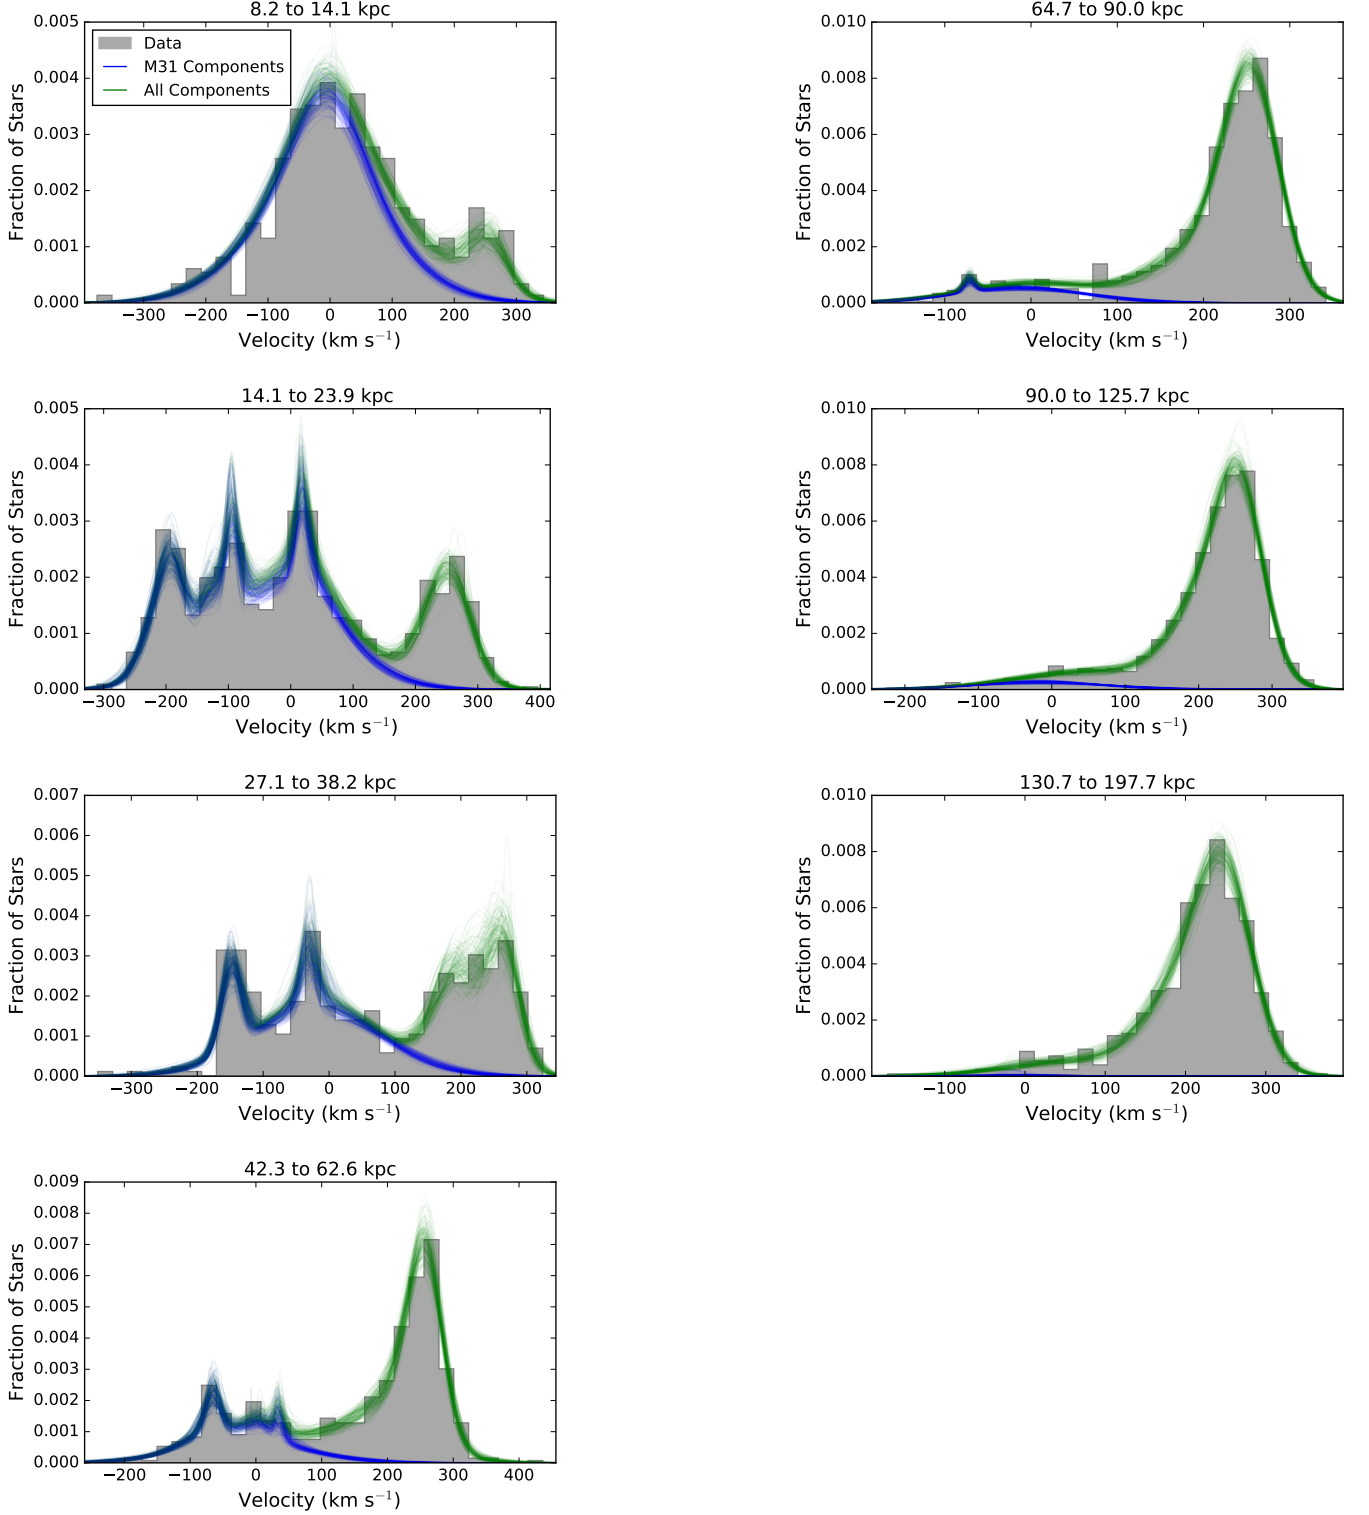 8.2 to 14.1 kpc
0.005
0.004
0.003
0.002
0.001
0.000
Fraction of Stars
Data
M31 Components
All Components
−300 −200 −100 0 100 200 300
Velocity (km s−1)
64.7 to 90.0 kpc
0.010
0.008
0.006
0.004
0.002
0.000
Fraction of Stars
−100 0 100 200 300
Velocity (km s−1)
14.1 to 23.9 kpc
0.005
0.004
0.003
0.002
0.001
0.000
Fraction of Stars
−300 −200 −100 0 100 200 300 400
Velocity (km s−1)
90.0 to 125.7 kpc
0.010
0.008
0.006
0.004
0.002
0.000
Fraction of Stars
−200 −100 0 100 200 300
Velocity (km s−1)
27.1 to 38.2 kpc
0.007
0.006
0.005
0.004
0.003
0.002
0.001
0.000
Fraction of Stars
−300 −200 −100 0 100 200 300
Velocity (km s−1)
130.7 to 197.7 kpc
0.010
0.008
0.006
0.004
0.002
0.000
Fraction of Stars
−100 0 100 200 300
Velocity (km s−1)
42.3 to 62.6 kpc
0.009
0.008
0.007
0.006
0.005
0.004
0.003
0.002
0.001
0.000
Fraction of Stars
−200 −100 0 100 200 300 400
Velocity (km s−1)